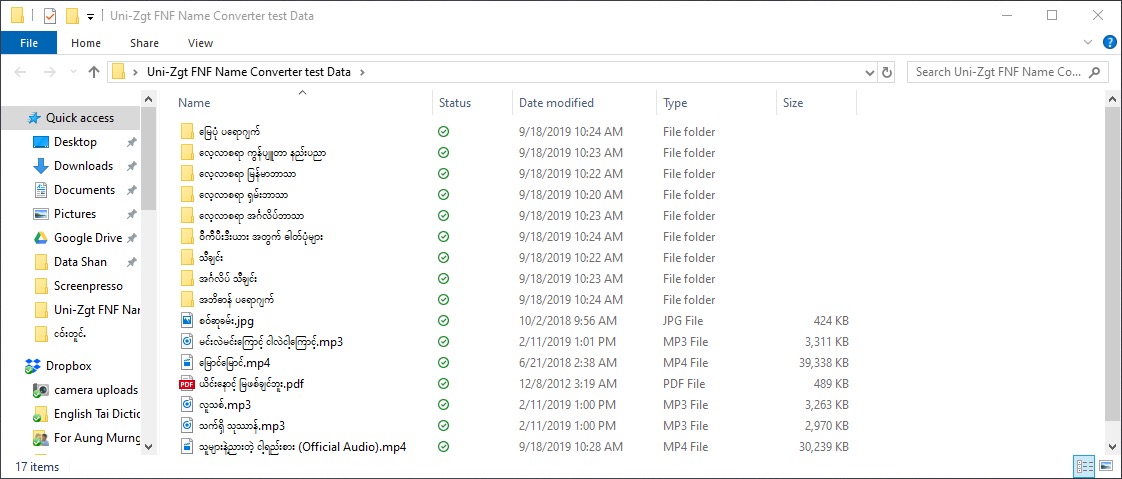 Uni-Zgt FNF Name Converter test Data
File Home Share View
Uni-Zgt FNF Name Converter test Data
Search Uni-Zgt FNF Name Co...
Name Status Date modified Type Size
Quick access
Desktop
Downloads
Documents
Pictures
Google Drive
Data Shan
Screenpresso
Uni-Zgt FNF Nar
ငဝ်းတူင်ႉ
Dropbox
camera uploads
English Tai Dictio
For Aung Murng
မြေပုံ ပရောဂျက် 9/18/2019 10:24 AM File folder
လေ့လာစရာ ကွန်ပျူတာ နည်းပညာ 9/18/2019 10:23 AM File folder
လေ့လာစရာ မြန်မာဘာသာ 9/18/2019 10:22 AM File folder
လေ့လာစရာ ရှမ်းဘာသာ 9/18/2019 10:20 AM File folder
လေ့လာစရာ အင်္ဂလိပ်ဘာသာ 9/18/2019 10:23 AM File folder
ဝီကီပီးဒီးယား အတွက် ဓါတ်ပုံများ 9/18/2019 10:24 AM File folder
သီချင်း 9/18/2019 10:22 AM File folder
အင်္ဂလိပ် သီချင်း 9/18/2019 10:23 AM File folder
အဘိဓာန် ပရောဂျက် 9/18/2019 10:24 AM File folder
စဝ်ဆုခမ်း.jpg 10/2/2018 9:56 AM JPG File 424 KB
မင်းလဲမင်းကြောင့် ငါလဲငါ့ကြောင့်.mp3 2/11/2019 1:01 PM MP3 File 3,311 KB
မြောင်မြောင်.mp4 6/21/2018 2:38 AM MP4 File 39,338 KB
ယိင်းနောင့် မြဖစ်ချင်ဘူး.pdf 12/8/2012 3:19 AM PDF File 489 KB
လူသစ်.mp3 2/11/2019 1:00 PM MP3 File 3,263 KB
သက်ရှိ သုဿာန်.mp3 2/11/2019 1:00 PM MP3 File 2,970 KB
သူများနဲ့ညားတဲ့ ငါ့ရည်းစား (Official Audio).mp4 9/18/2019 10:28 AM MP4 File 30,239 KB
17 items